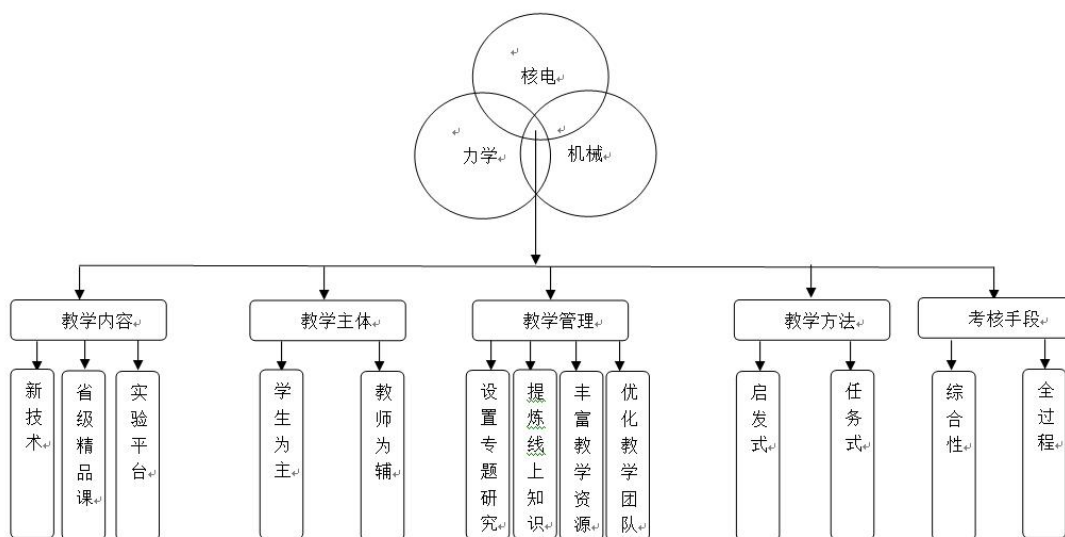 核电
力学
机械
教学内容
教学主体
教学管理
教学方法
考核手段
新技术
省级精品课
实验平台
学生为主
教师为辅
设置专题研究
提炼线上知识
丰富教学资源
优化教学团队
启发式
任务式
综合性
全过程